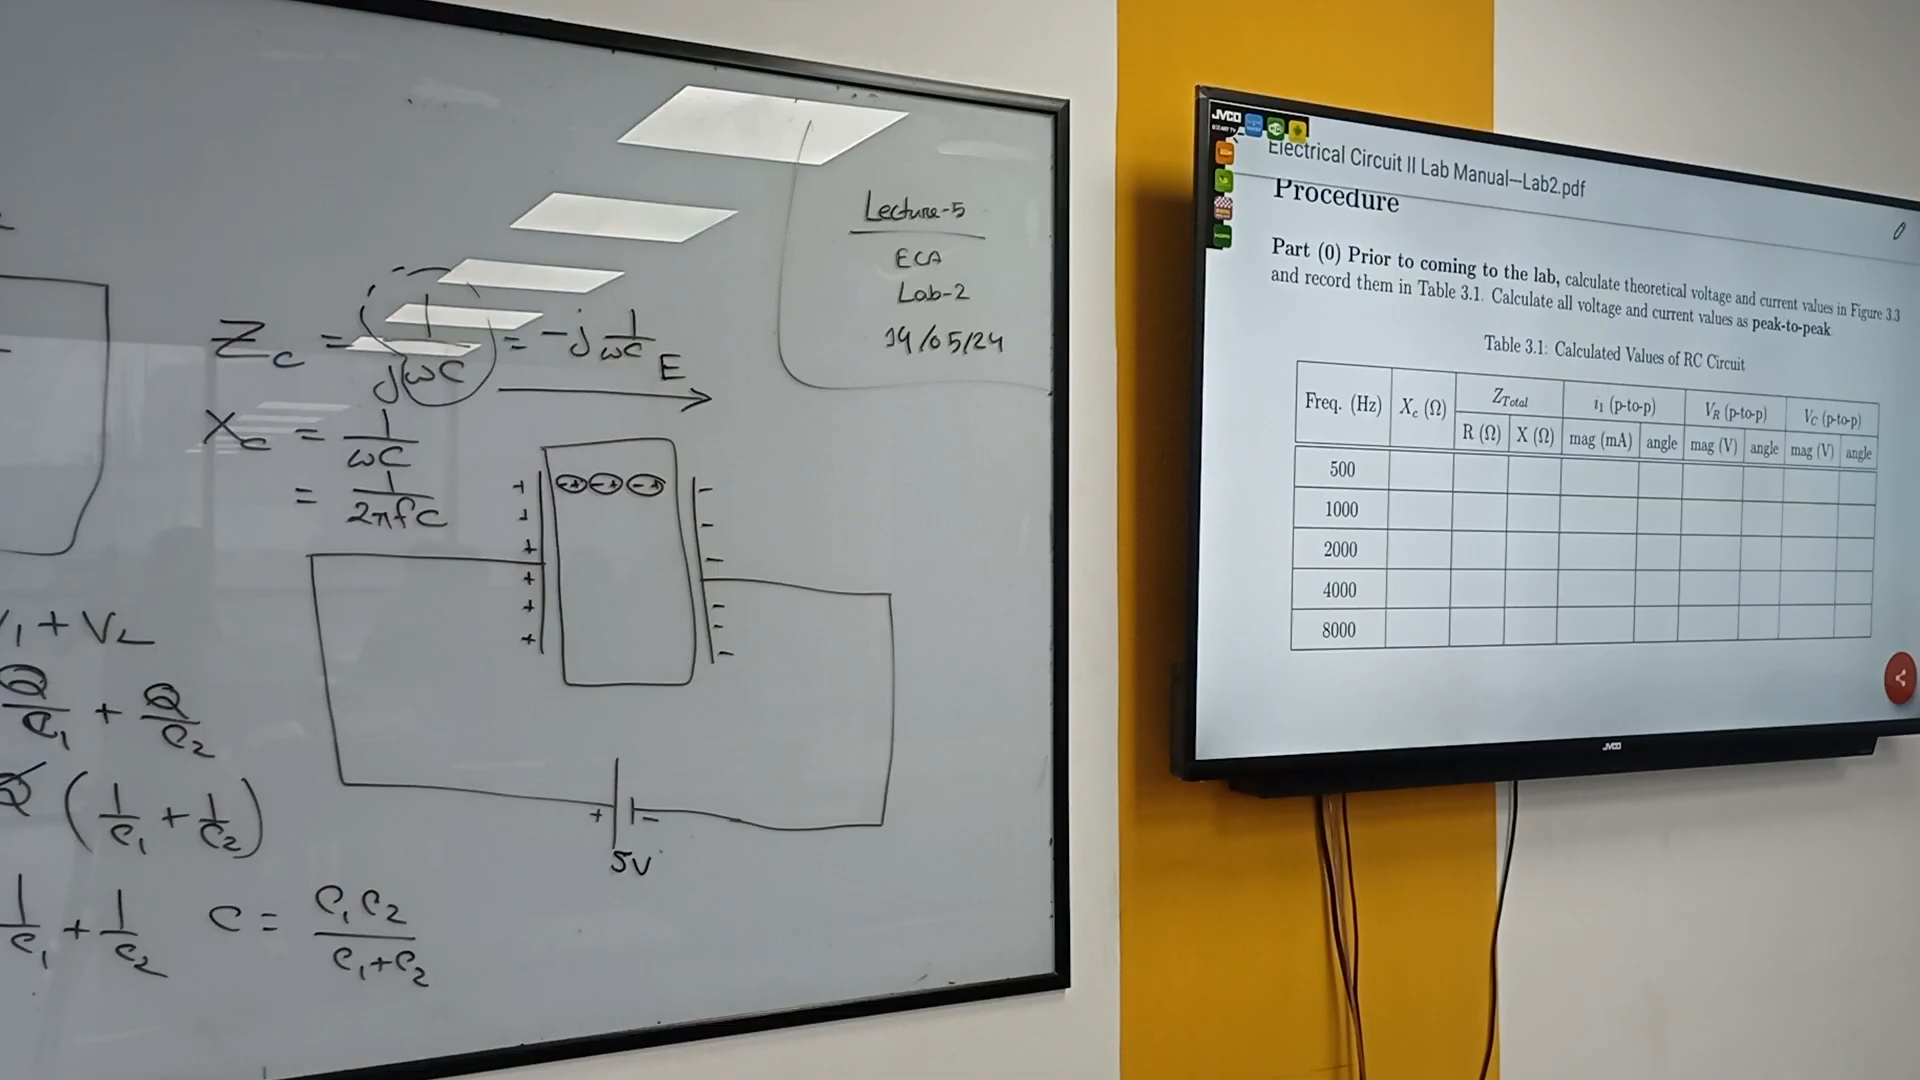 Lecture-5
ECA
Lab-2
14/05/24
Z_C = 1/jωC = -j 1/ωC
E
X_C = 1/ωC
= 1/2πfC
+ V2
Q/C1 + Q/C2
(1/C1 + 1/C2)
1/C1 + 1/C2
C = C1C2/C1+C2
+ + + + + +
- + - + - +
- - - - - -
+ -
5V
JVCO
Electrical Circuit II Lab Manual—Lab2.pdf
Procedure
Part (0) Prior to coming to the lab, calculate theoretical voltage and current values in Figure 3.3
and record them in Table 3.1. Calculate all voltage and current values as peak-to-peak
Table 3.1: Calculated Values of RC Circuit
Freq. (Hz) Xc (Ω) ZTotal i1 (p-to-p) VR (p-to-p) VC (p-to-p)
R (Ω) X (Ω) mag (mA) angle mag (V) angle mag (V) angle
500
1000
2000
4000
8000
JVCO